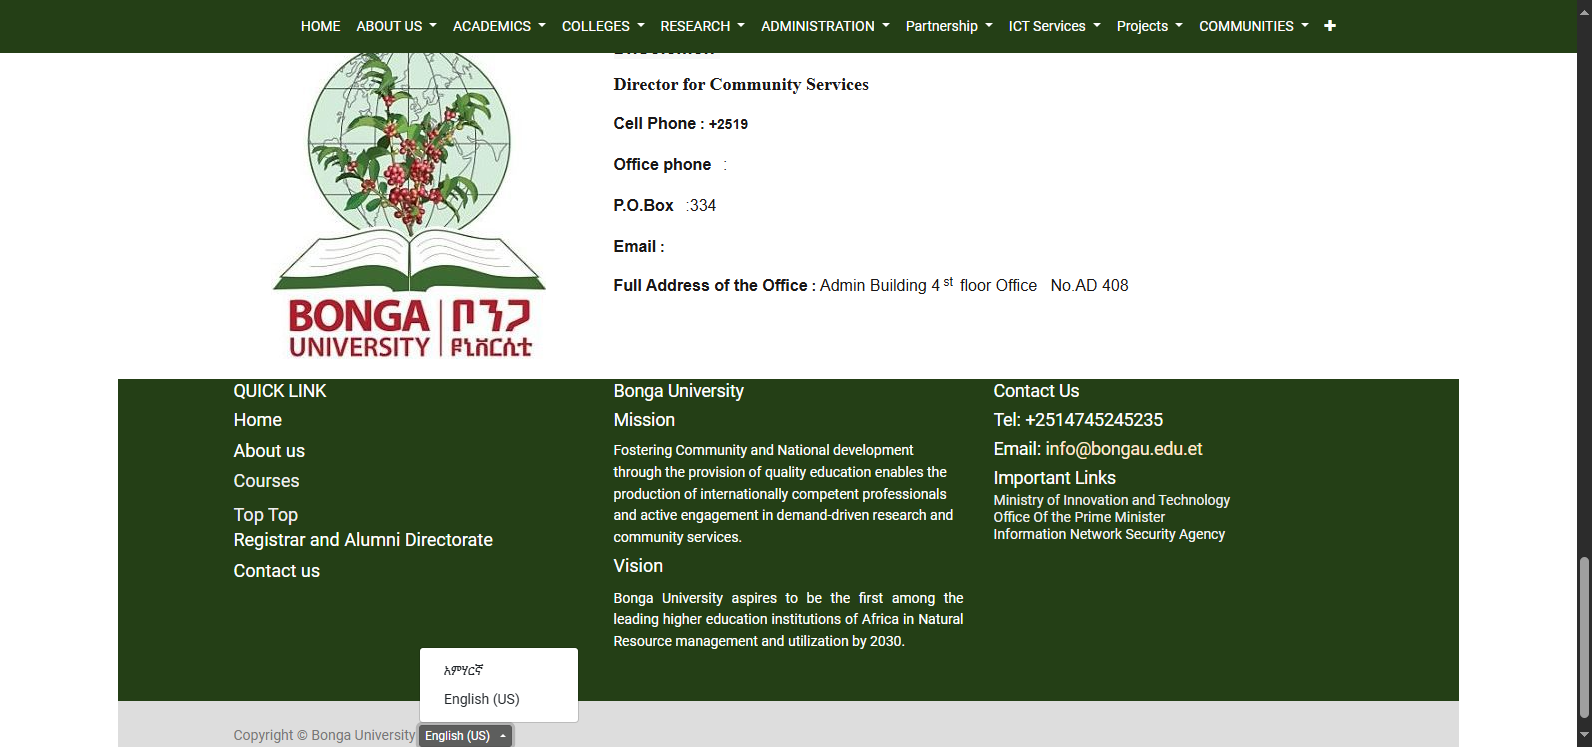 HOME ABOUT US ACADEMICS COLLEGES RESEARCH ADMINISTRATION Partnership ICT Services Projects COMMUNITIES
Director for Community Services
Cell Phone : +2519
Office phone :
P.O.Box :334
Email :
Full Address of the Office : Admin Building 4 st floor Office No.AD 408
BONGA UNIVERSITY
ቦንጋ ዩኒቨርሲቲ
QUICK LINK
Home
About us
Courses
Top Top
Registrar and Alumni Directorate
Contact us
Bonga University
Mission
Fostering Community and National development
through the provision of quality education enables the
production of internationally competent professionals
and active engagement in demand-driven research and
community services.
Vision
Bonga University aspires to be the first among the
leading higher education institutions of Africa in Natural
Resource management and utilization by 2030.
Contact Us
Tel: +2514745245235
Email: info@bongau.edu.et
Important Links
Ministry of Innovation and Technology
Office Of the Prime Minister
Information Network Security Agency
አምሃርኛ
English (US)
Copyright © Bonga University English (US)